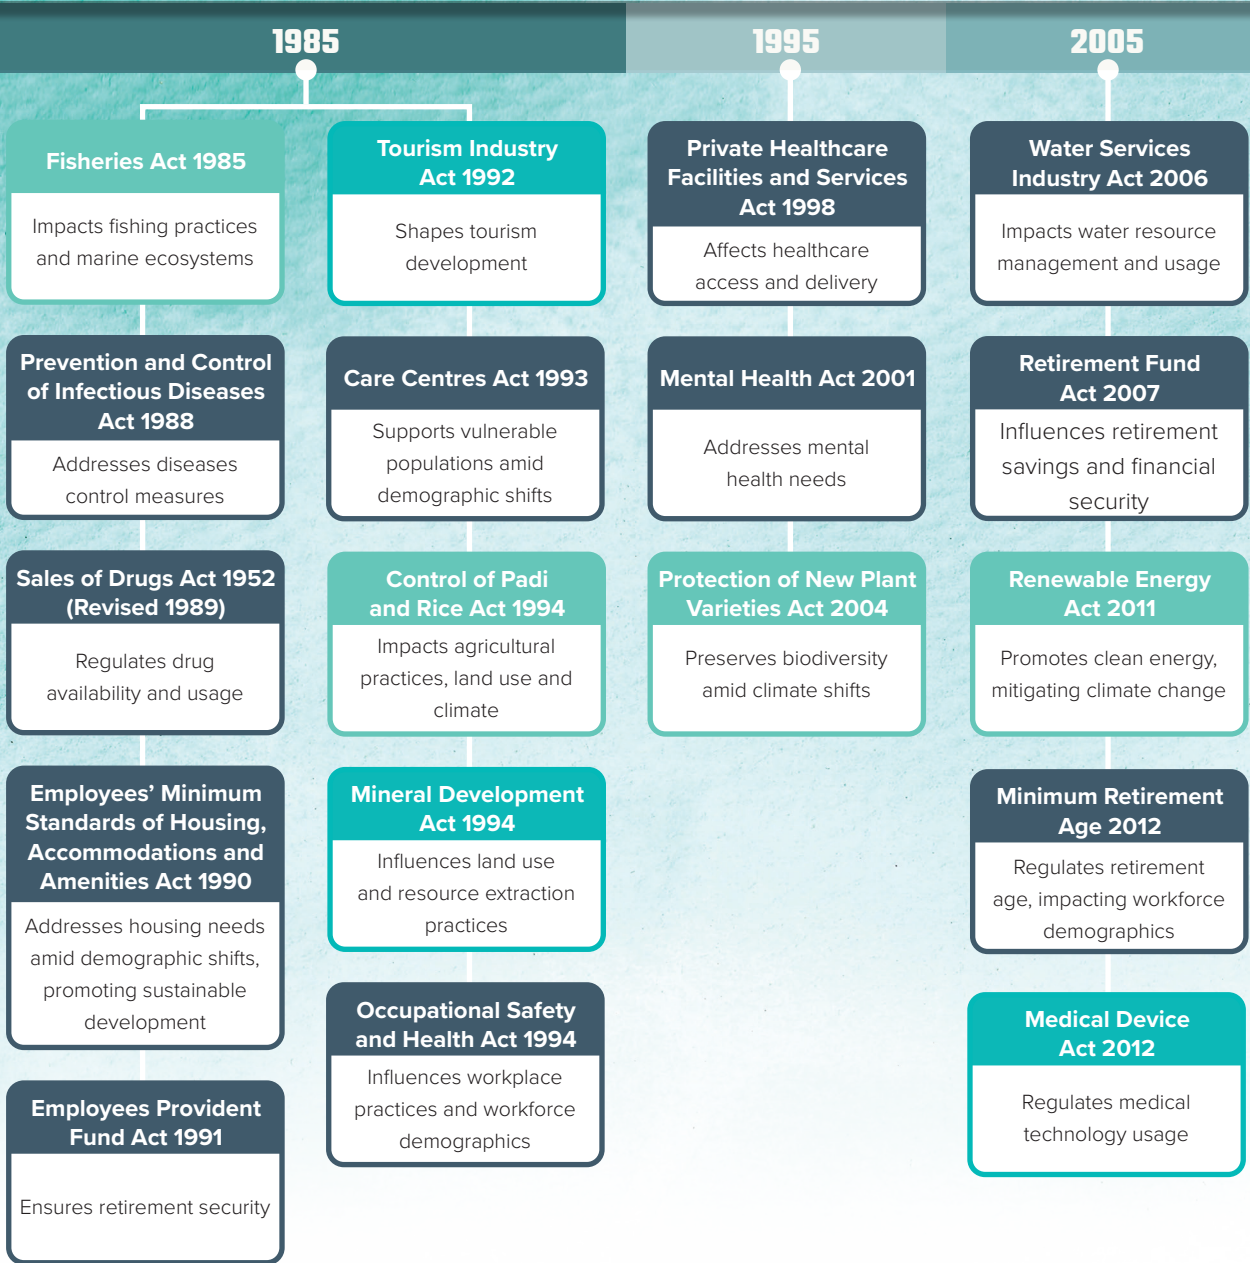 1985
Fisheries Act 1985
Impacts fishing practices
and marine ecosystems
Prevention and Control
of Infectious Diseases
Act 1988
Addresses diseases
control measures
Sales of Drugs Act 1952
(Revised 1989)
Regulates drug
availability and usage
Employees’ Minimum
Standards of Housing,
Accommodations and
Amenities Act 1990
Addresses housing needs
amid demographic shifts,
promoting sustainable
development
Employees Provident
Fund Act 1991
Ensures retirement security
Tourism Industry
Act 1992
Shapes tourism
development
Care Centres Act 1993
Supports vulnerable
populations amid
demographic shifts
Control of Padi
and Rice Act 1994
Impacts agricultural
practices, land use and
climate
Mineral Development
Act 1994
Influences land use
and resource extraction
practices
Occupational Safety
and Health Act 1994
Influences workplace
practices and workforce
demographics
1995
Private Healthcare
Facilities and Services
Act 1998
Affects healthcare
access and delivery
Mental Health Act 2001
Addresses mental
health needs
Protection of New Plant
Varieties Act 2004
Preserves biodiversity
amid climate shifts
2005
Water Services
Industry Act 2006
Impacts water resource
management and usage
Retirement Fund
Act 2007
Influences retirement
savings and financial
security
Renewable Energy
Act 2011
Promotes clean energy,
mitigating climate change
Minimum Retirement
Age 2012
Regulates retirement
age, impacting workforce
demographics
Medical Device
Act 2012
Regulates medical
technology usage